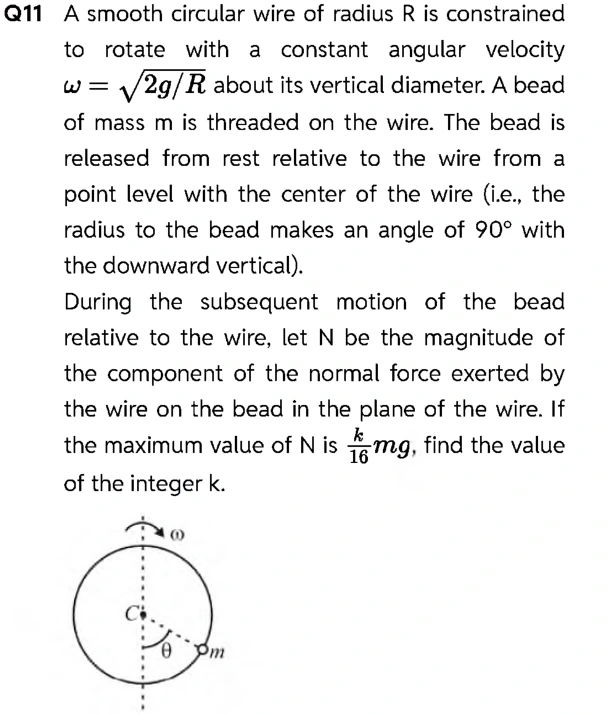 Q11 A smooth circular wire of radius R is constrained
to rotate with a constant angular velocity
ω = √2g/R about its vertical diameter. A bead
of mass m is threaded on the wire. The bead is
released from rest relative to the wire from a
point level with the center of the wire (i.e., the
radius to the bead makes an angle of 90° with
the downward vertical).
During the subsequent motion of the bead
relative to the wire, let N be the magnitude of
the component of the normal force exerted by
the wire on the bead in the plane of the wire. If
the maximum value of N is k/16 mg, find the value
of the integer k.
ω
C
θ m